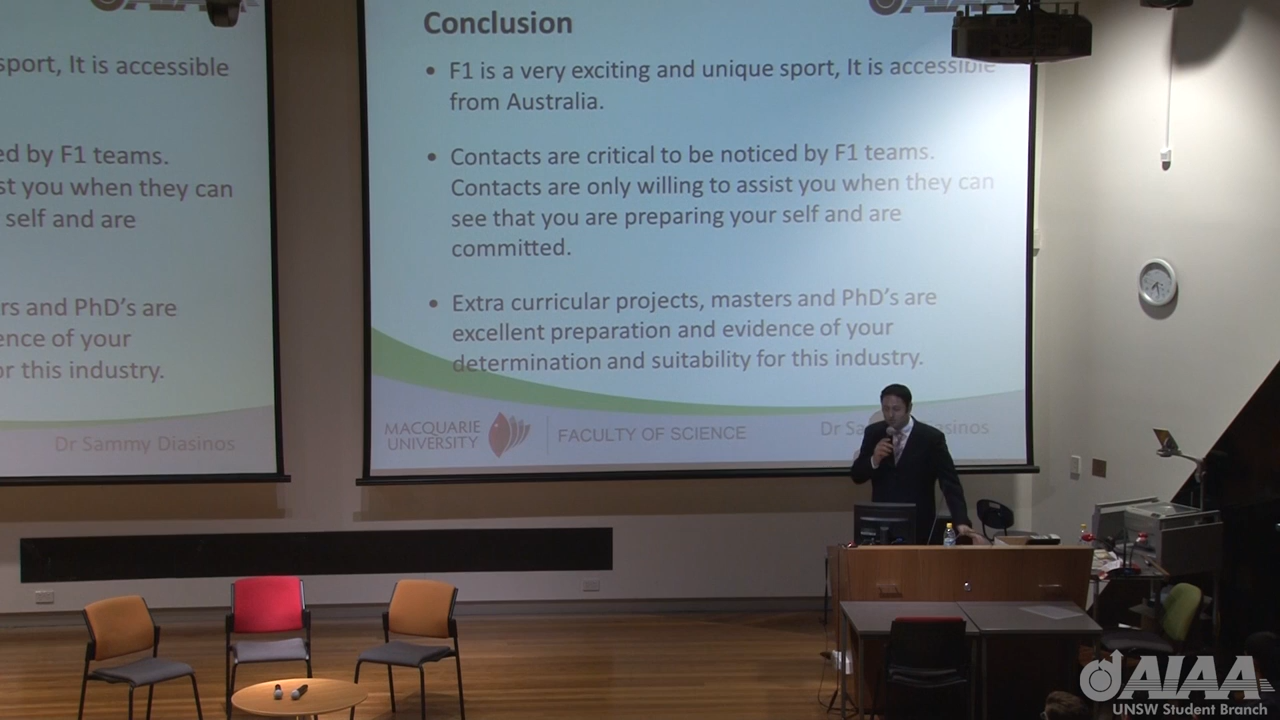 AIAA
sport, It is accessible
ed by F1 teams.
st you when they can
self and are
rs and PhD's are
ence of your
or this industry.
Dr Sammy Diasinos
Conclusion
• F1 is a very exciting and unique sport, It is accessible
from Australia.
• Contacts are critical to be noticed by F1 teams.
Contacts are only willing to assist you when they can
see that you are preparing your self and are
committed.
• Extra curricular projects, masters and PhD's are
excellent preparation and evidence of your
determination and suitability for this industry.
MACQUARIE
UNIVERSITY
FACULTY OF SCIENCE
Dr Sa asinos
AIAA
UNSW Student Branch